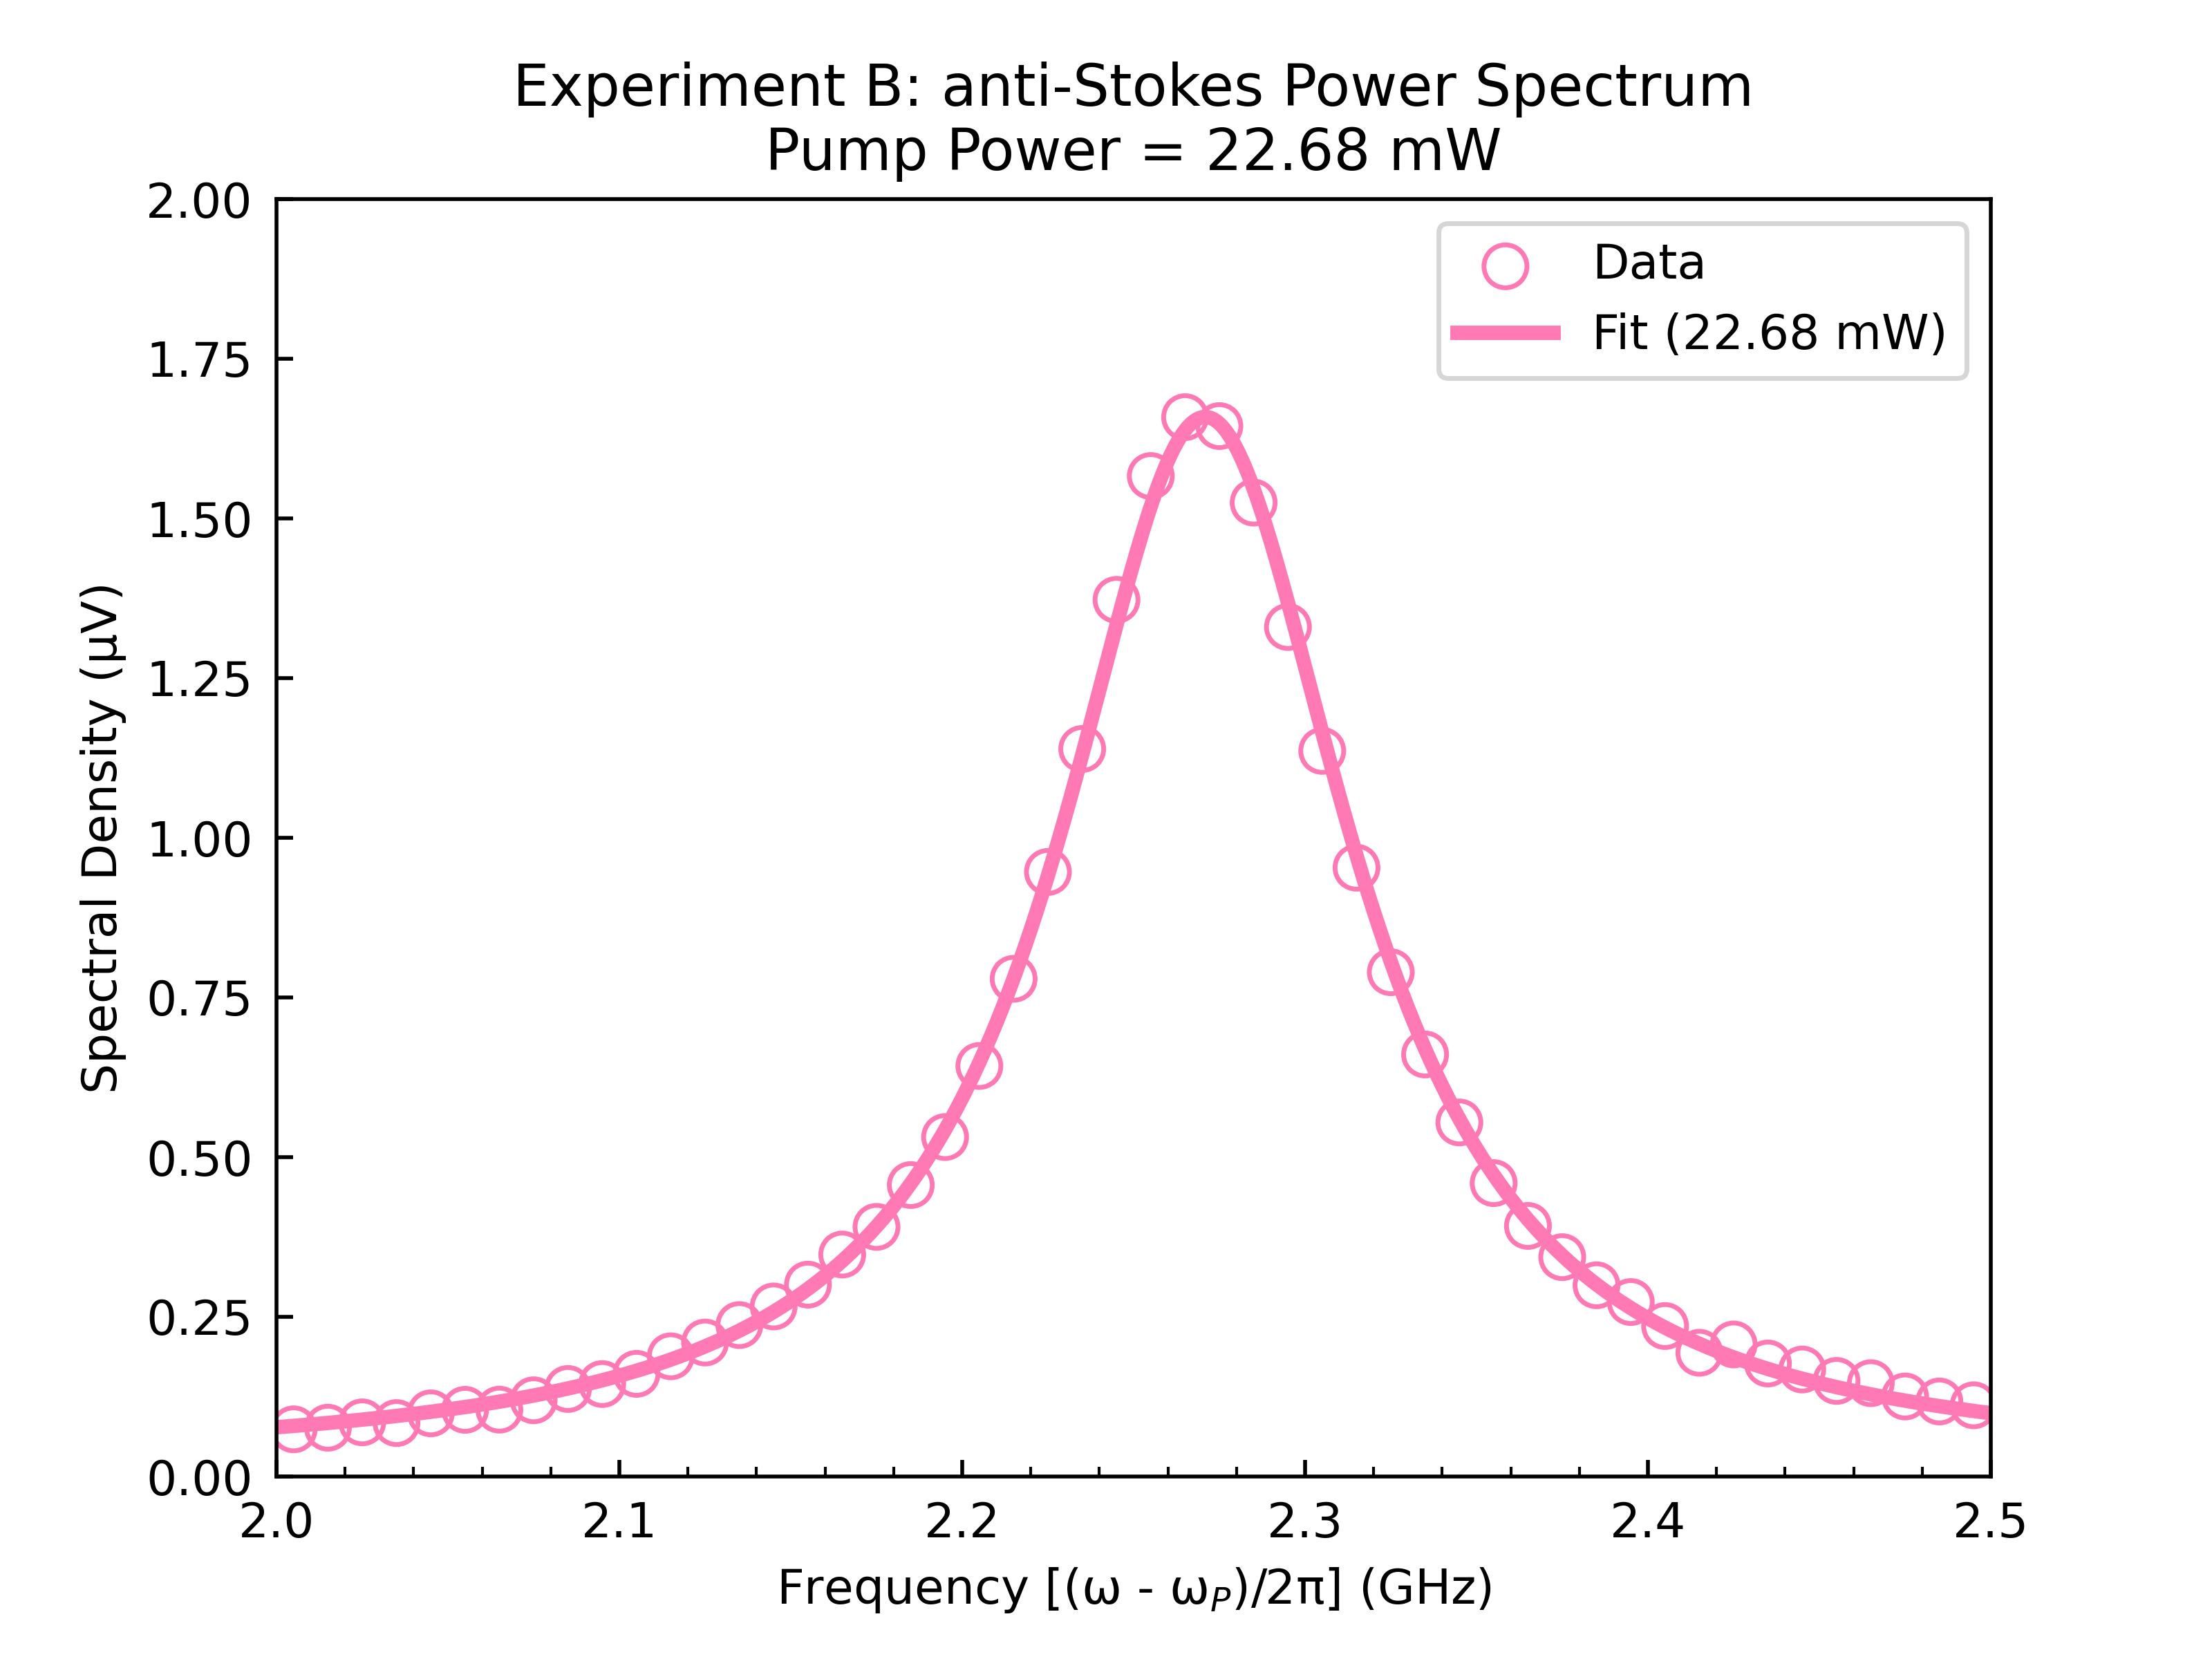 Experiment B: anti-Stokes Power Spectrum
Pump Power = 22.68 mW
Data
Fit (22.68 mW)
2.00
1.75
1.50
1.25
1.00
0.75
0.50
0.25
0.00
Spectral Density (μV)
2.0 2.1 2.2 2.3 2.4 2.5
Frequency [(ω - ωP)/2π] (GHz)